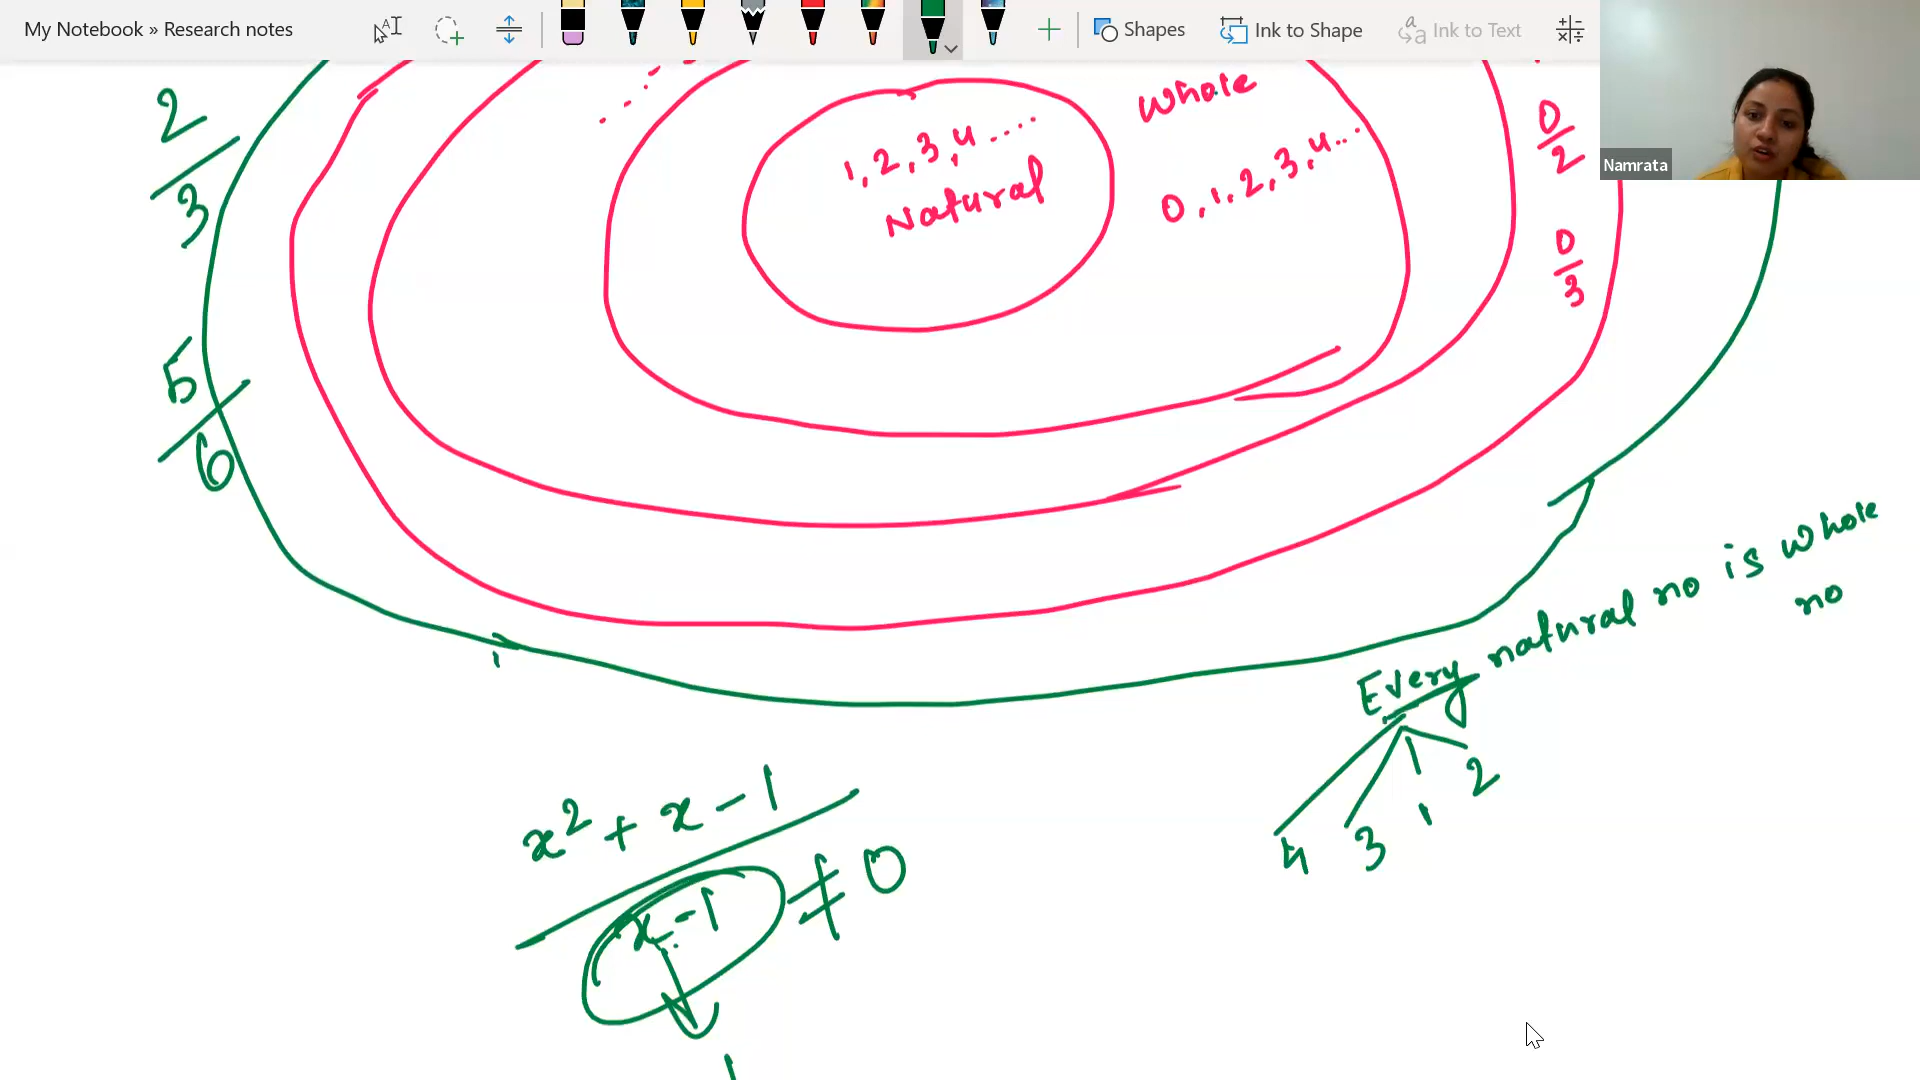 My Notebook » Research notes
Shapes
Ink to Shape
Ink to Text
Namrata
2
3
whole
1, 2, 3, 4 ....
Natural
0, 1, 2, 3, 4...
0
2
0
3
5
6
Every natural no is whole
no
4 3 1 2
x² + x - 1
x - 1 ≠ 0
1